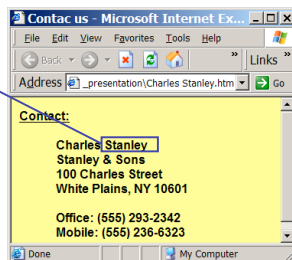 Contac us - Microsoft Internet Ex...
File Edit View Favorites Tools Help
Back » Links »
Address _presentation\Charles Stanley.htm Go
Contact:
Charles Stanley
Stanley & Sons
100 Charles Street
White Plains, NY 10601
Office: (555) 293-2342
Mobile: (555) 236-6323
Done My Computer